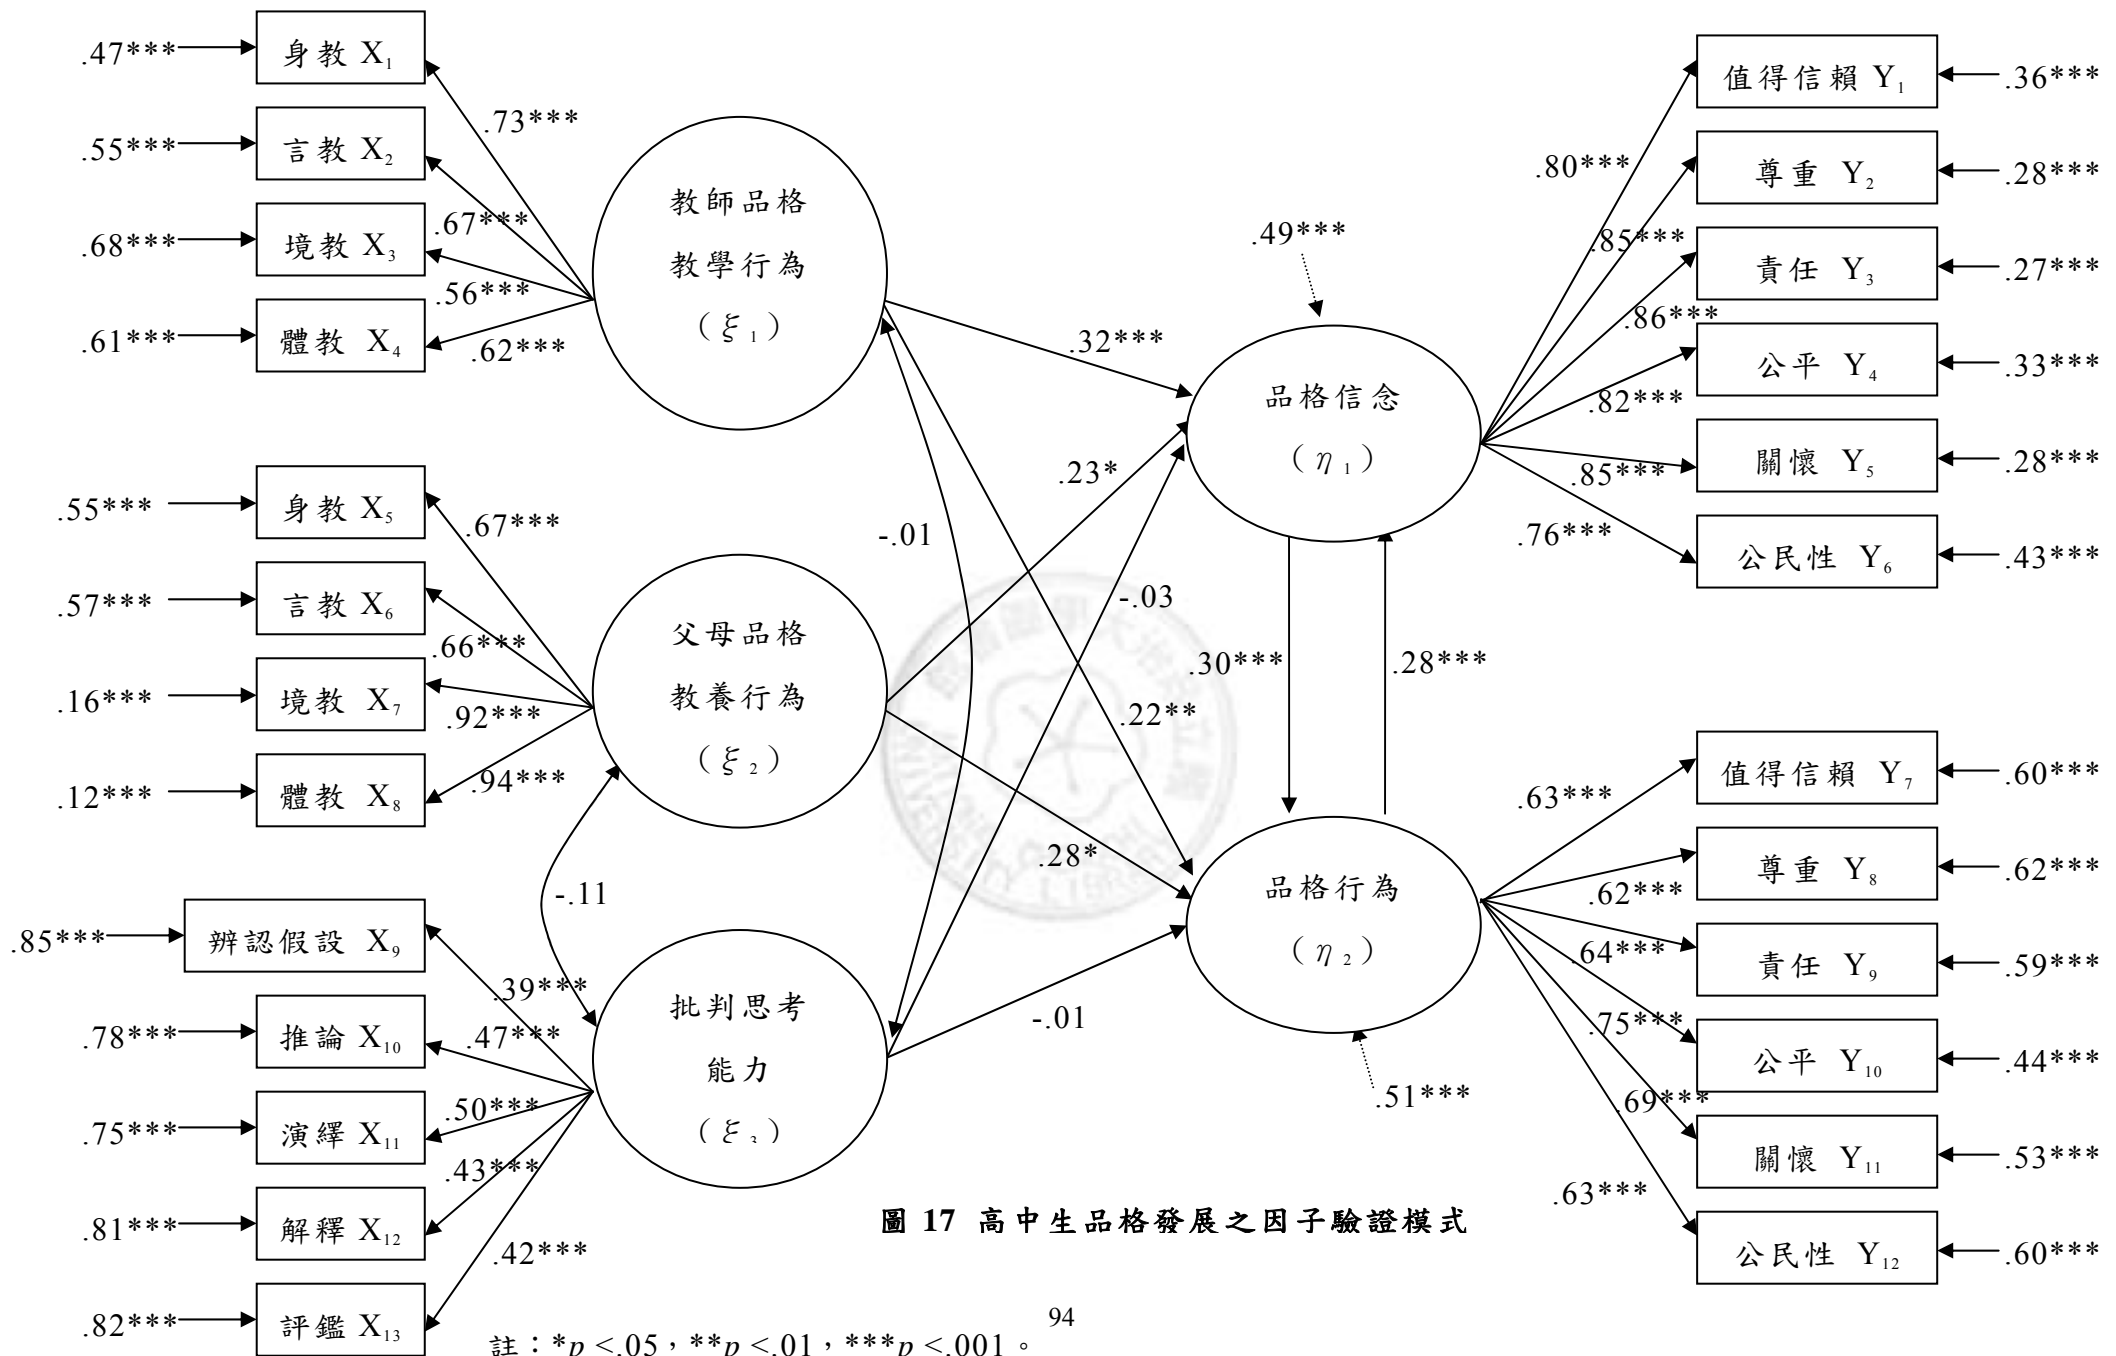 .47***
身教 X₁
.73***
.55***
言教 X₂
.67***
.68***
境教 X₃
.56***
.61***
體教 X₄
.62***
教師品格
教學行為
（ξ₁）
.55***
身教 X₅
.67***
.57***
言教 X₆
.66***
.16***
境教 X₇
.92***
.12***
體教 X₈
.94***
父母品格
教養行為
（ξ₂）
-.11
.85***
辨認假設 X₉
.39***
.78***
推論 X₁₀
.47***
.75***
演繹 X₁₁
.50***
.81***
解釋 X₁₂
.43***
.82***
評鑑 X₁₃
.42***
批判思考
能力
（ξ₃）
.32***
.23*
-.01
-.03
.22**
.28*
-.01
.49***
品格信念
（η₁）
.30***
.28***
品格行為
（η₂）
.51***
.80***
值得信賴 Y₁
.36***
.85***
尊重 Y₂
.28***
.86***
責任 Y₃
.27***
.82***
公平 Y₄
.33***
.85***
關懷 Y₅
.28***
.76***
公民性 Y₆
.43***
.63***
值得信賴 Y₇
.60***
.62***
尊重 Y₈
.62***
.64***
責任 Y₉
.59***
.75***
公平 Y₁₀
.44***
.69***
關懷 Y₁₁
.53***
.63***
公民性 Y₁₂
.60***
圖 17 高中生品格發展之因子驗證模式
94
註：*p <.05，**p <.01，***p <.001。